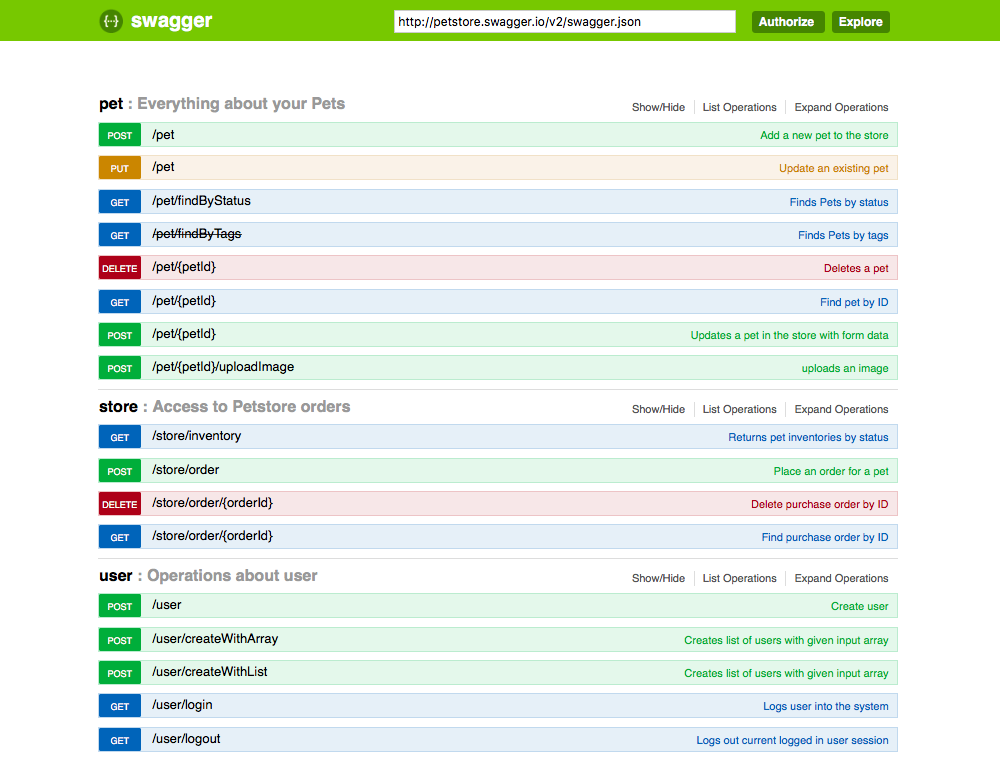 {···} swagger http://petstore.swagger.io/v2/swagger.json Authorize Explore
pet : Everything about your Pets Show/Hide List Operations Expand Operations
POST /pet Add a new pet to the store
PUT /pet Update an existing pet
GET /pet/findByStatus Finds Pets by status
GET /pet/findByTags Finds Pets by tags
DELETE /pet/{petId} Deletes a pet
GET /pet/{petId} Find pet by ID
POST /pet/{petId} Updates a pet in the store with form data
POST /pet/{petId}/uploadImage uploads an image
store : Access to Petstore orders Show/Hide List Operations Expand Operations
GET /store/inventory Returns pet inventories by status
POST /store/order Place an order for a pet
DELETE /store/order/{orderId} Delete purchase order by ID
GET /store/order/{orderId} Find purchase order by ID
user : Operations about user Show/Hide List Operations Expand Operations
POST /user Create user
POST /user/createWithArray Creates list of users with given input array
POST /user/createWithList Creates list of users with given input array
GET /user/login Logs user into the system
GET /user/logout Logs out current logged in user session